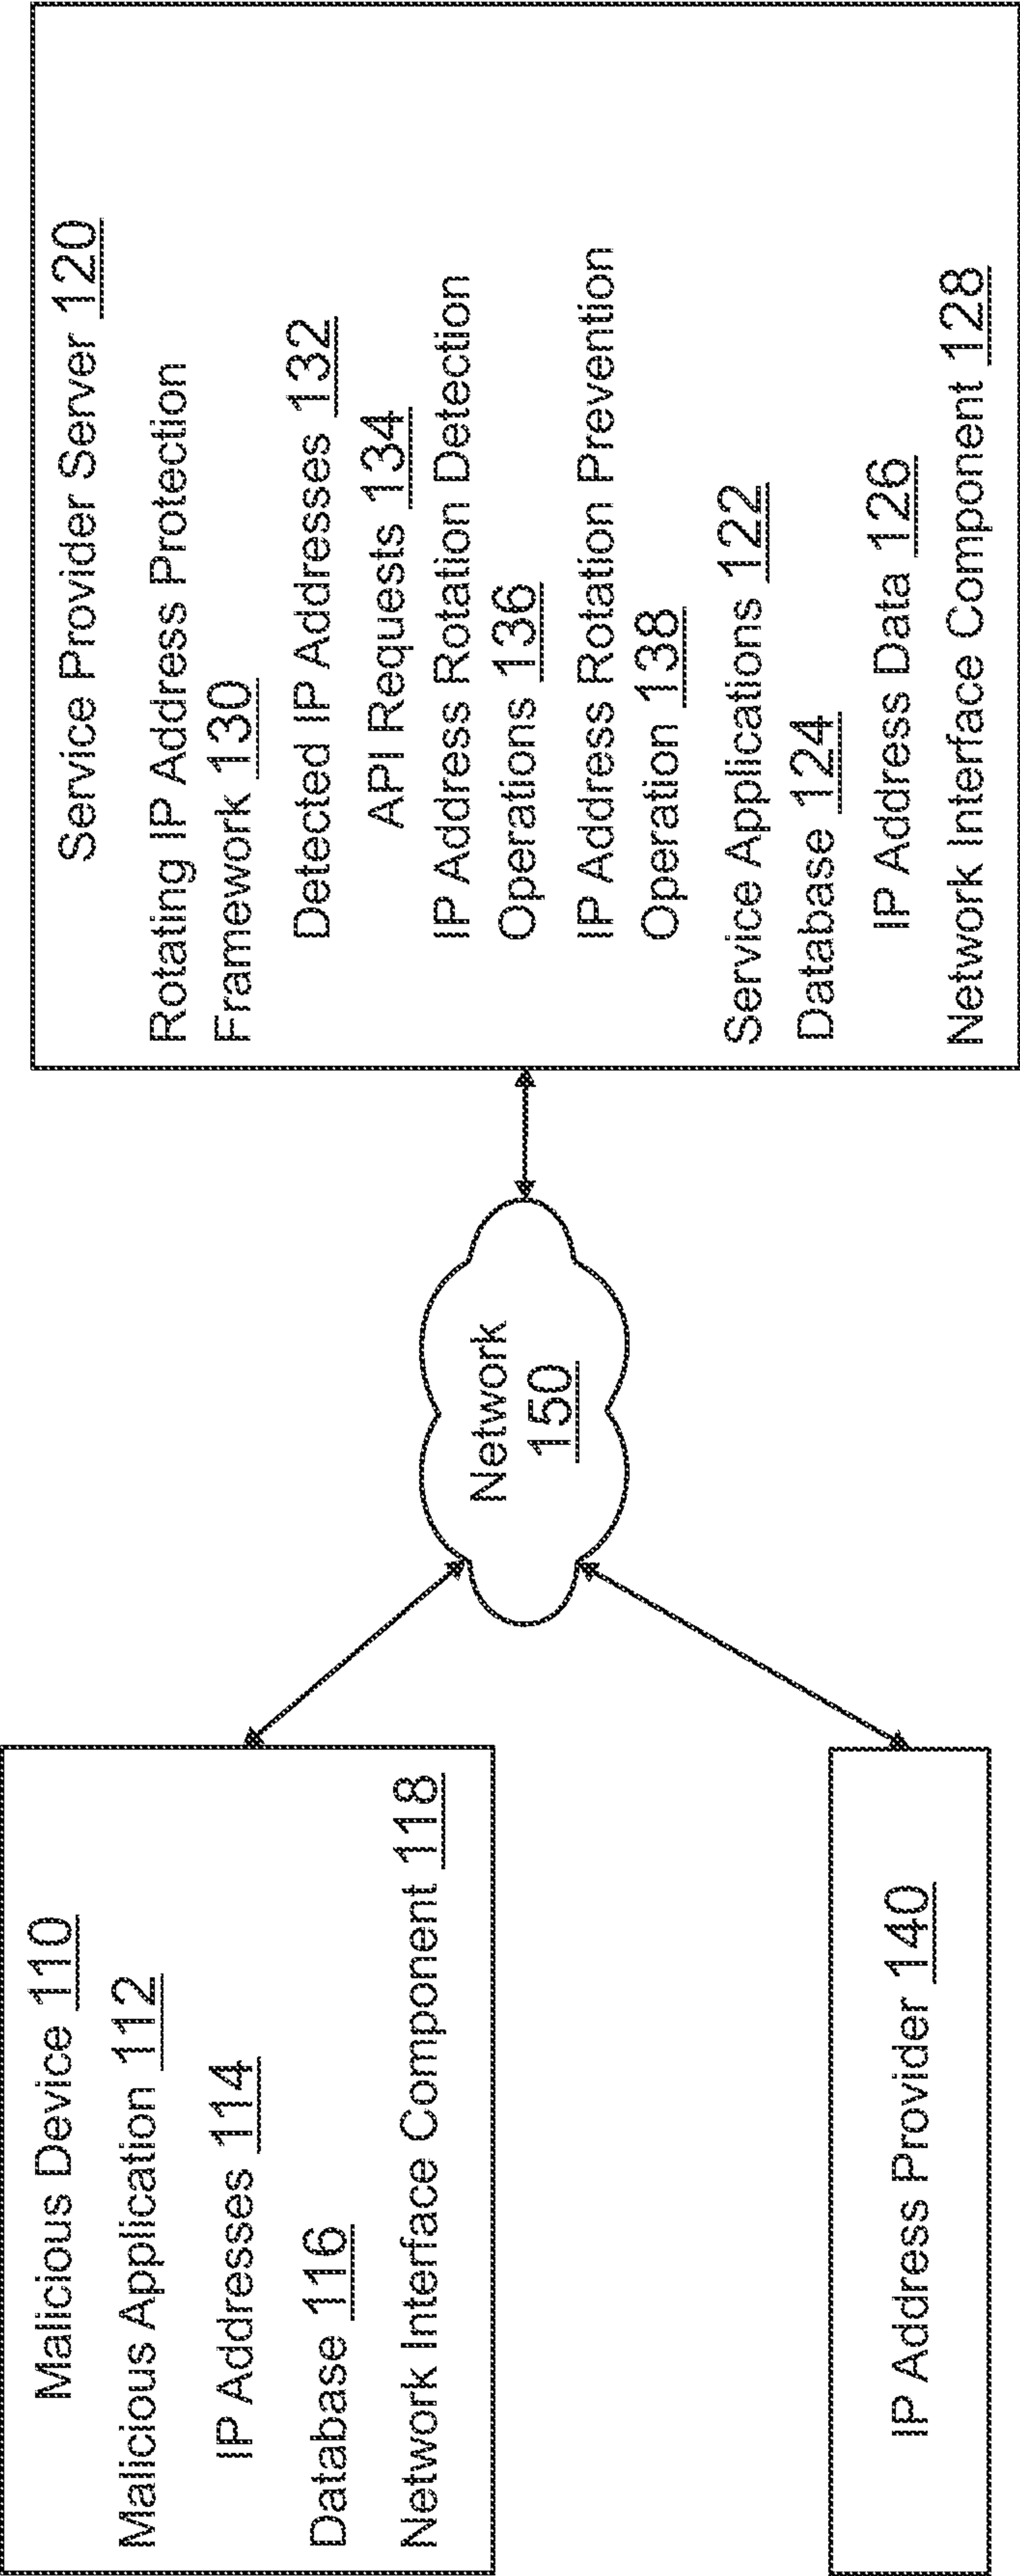 Malicious Device 110
Malicious Application 112
IP Addresses 114
Database 116
Network Interface Component 118
IP Address Provider 140
Network
150
Service Provider Server 120
Rotating IP Address Protection
Framework 130
Detected IP Addresses 132
API Requests 134
IP Address Rotation Detection
Operations 136
IP Address Rotation Prevention
Operation 138
Service Applications 122
Database 124
IP Address Data 126
Network Interface Component 128